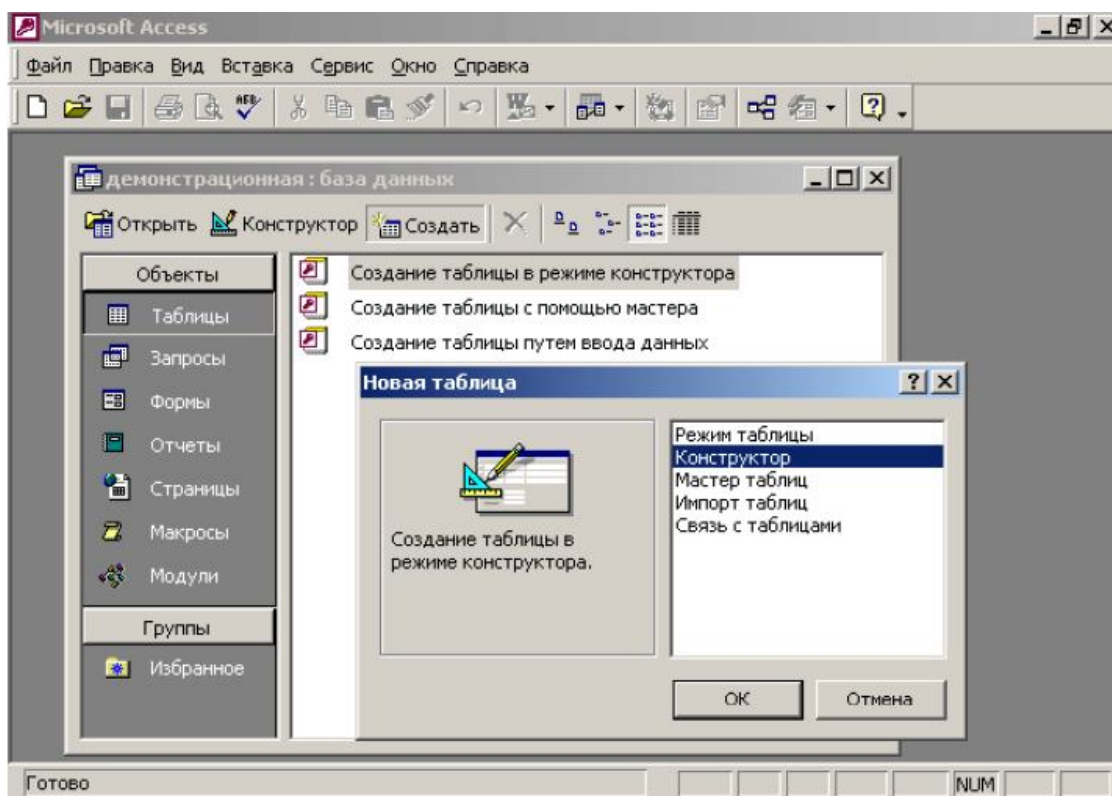 Microsoft Access
Файл Правка Вид Вставка Сервис Окно Справка
демонстрационная : база данных
Открыть Конструктор Создать
Объекты
Таблицы
Запросы
Формы
Отчеты
Страницы
Макросы
Модули
Группы
Избранное
Создание таблицы в режиме конструктора
Создание таблицы с помощью мастера
Создание таблицы путем ввода данных
Новая таблица
Создание таблицы в
режиме конструктора.
Режим таблицы
Конструктор
Мастер таблиц
Импорт таблиц
Связь с таблицами
ОК
Отмена
Готово
NUM